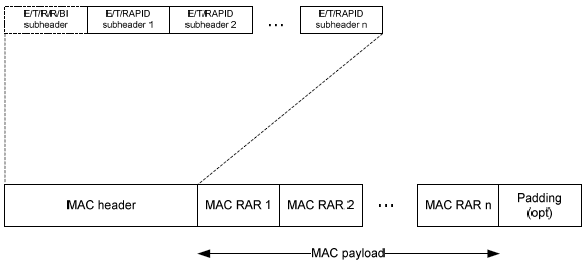 E/T/R/R/BI E/T/RAPID E/T/RAPID ... E/T/RAPID
subheader subheader 1 subheader 2 subheader n
MAC header MAC RAR 1 MAC RAR 2 ... MAC RAR n Padding
(opt)
MAC payload